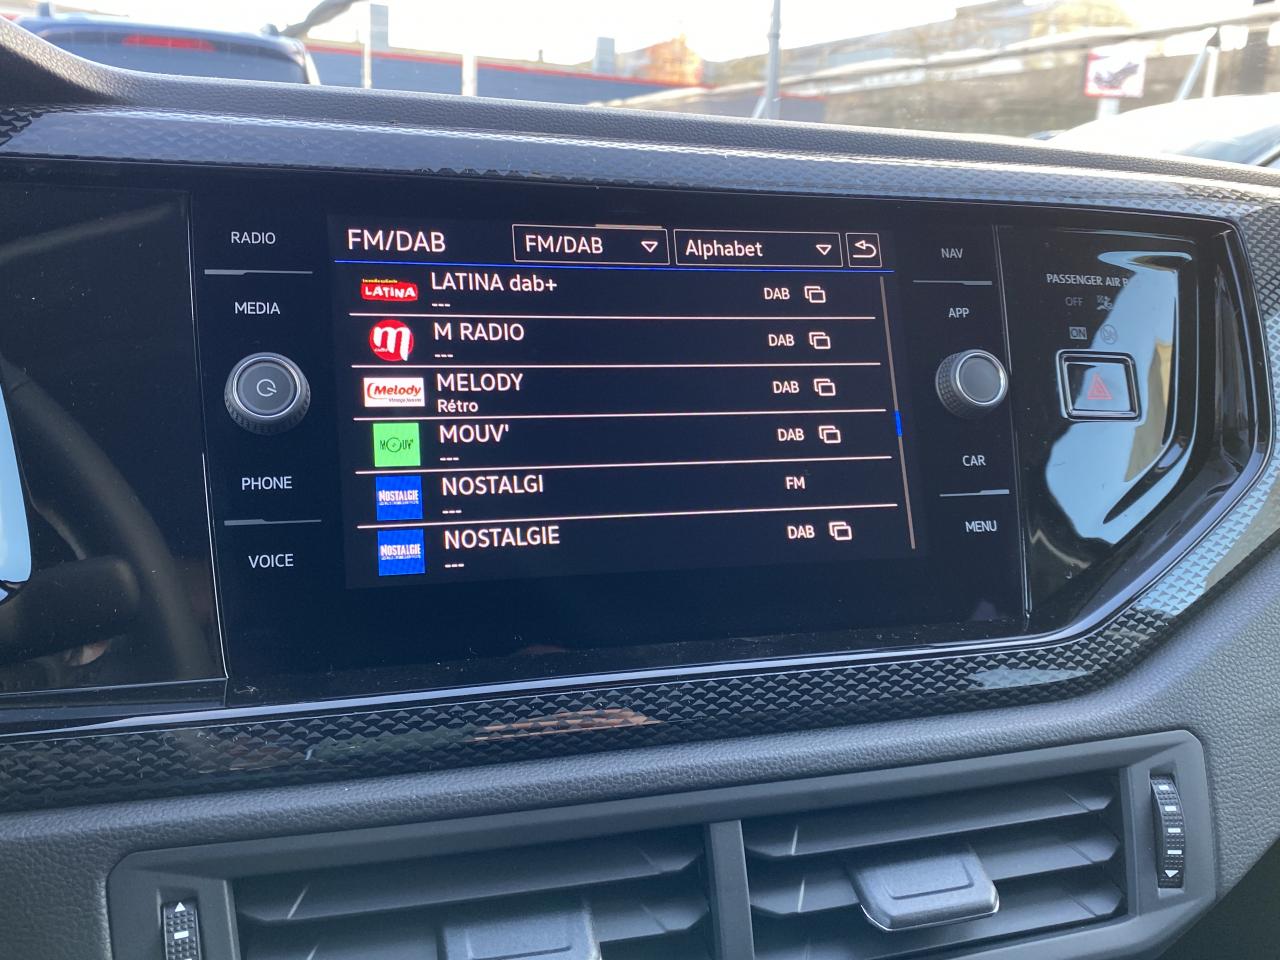 RADIO
MEDIA
PHONE
VOICE
FM/DAB
FM/DAB
Alphabet
LATINA
LATINA dab+
---
DAB
m
M RADIO
---
DAB
Melody
MELODY
Rétro
DAB
MOUV'
MOUV'
---
DAB
NOSTALGIE
NOSTALGI
---
FM
NOSTALGIE
NOSTALGIE
---
DAB
NAV
APP
CAR
MENU
PASSENGER AIR B
OFF
ON